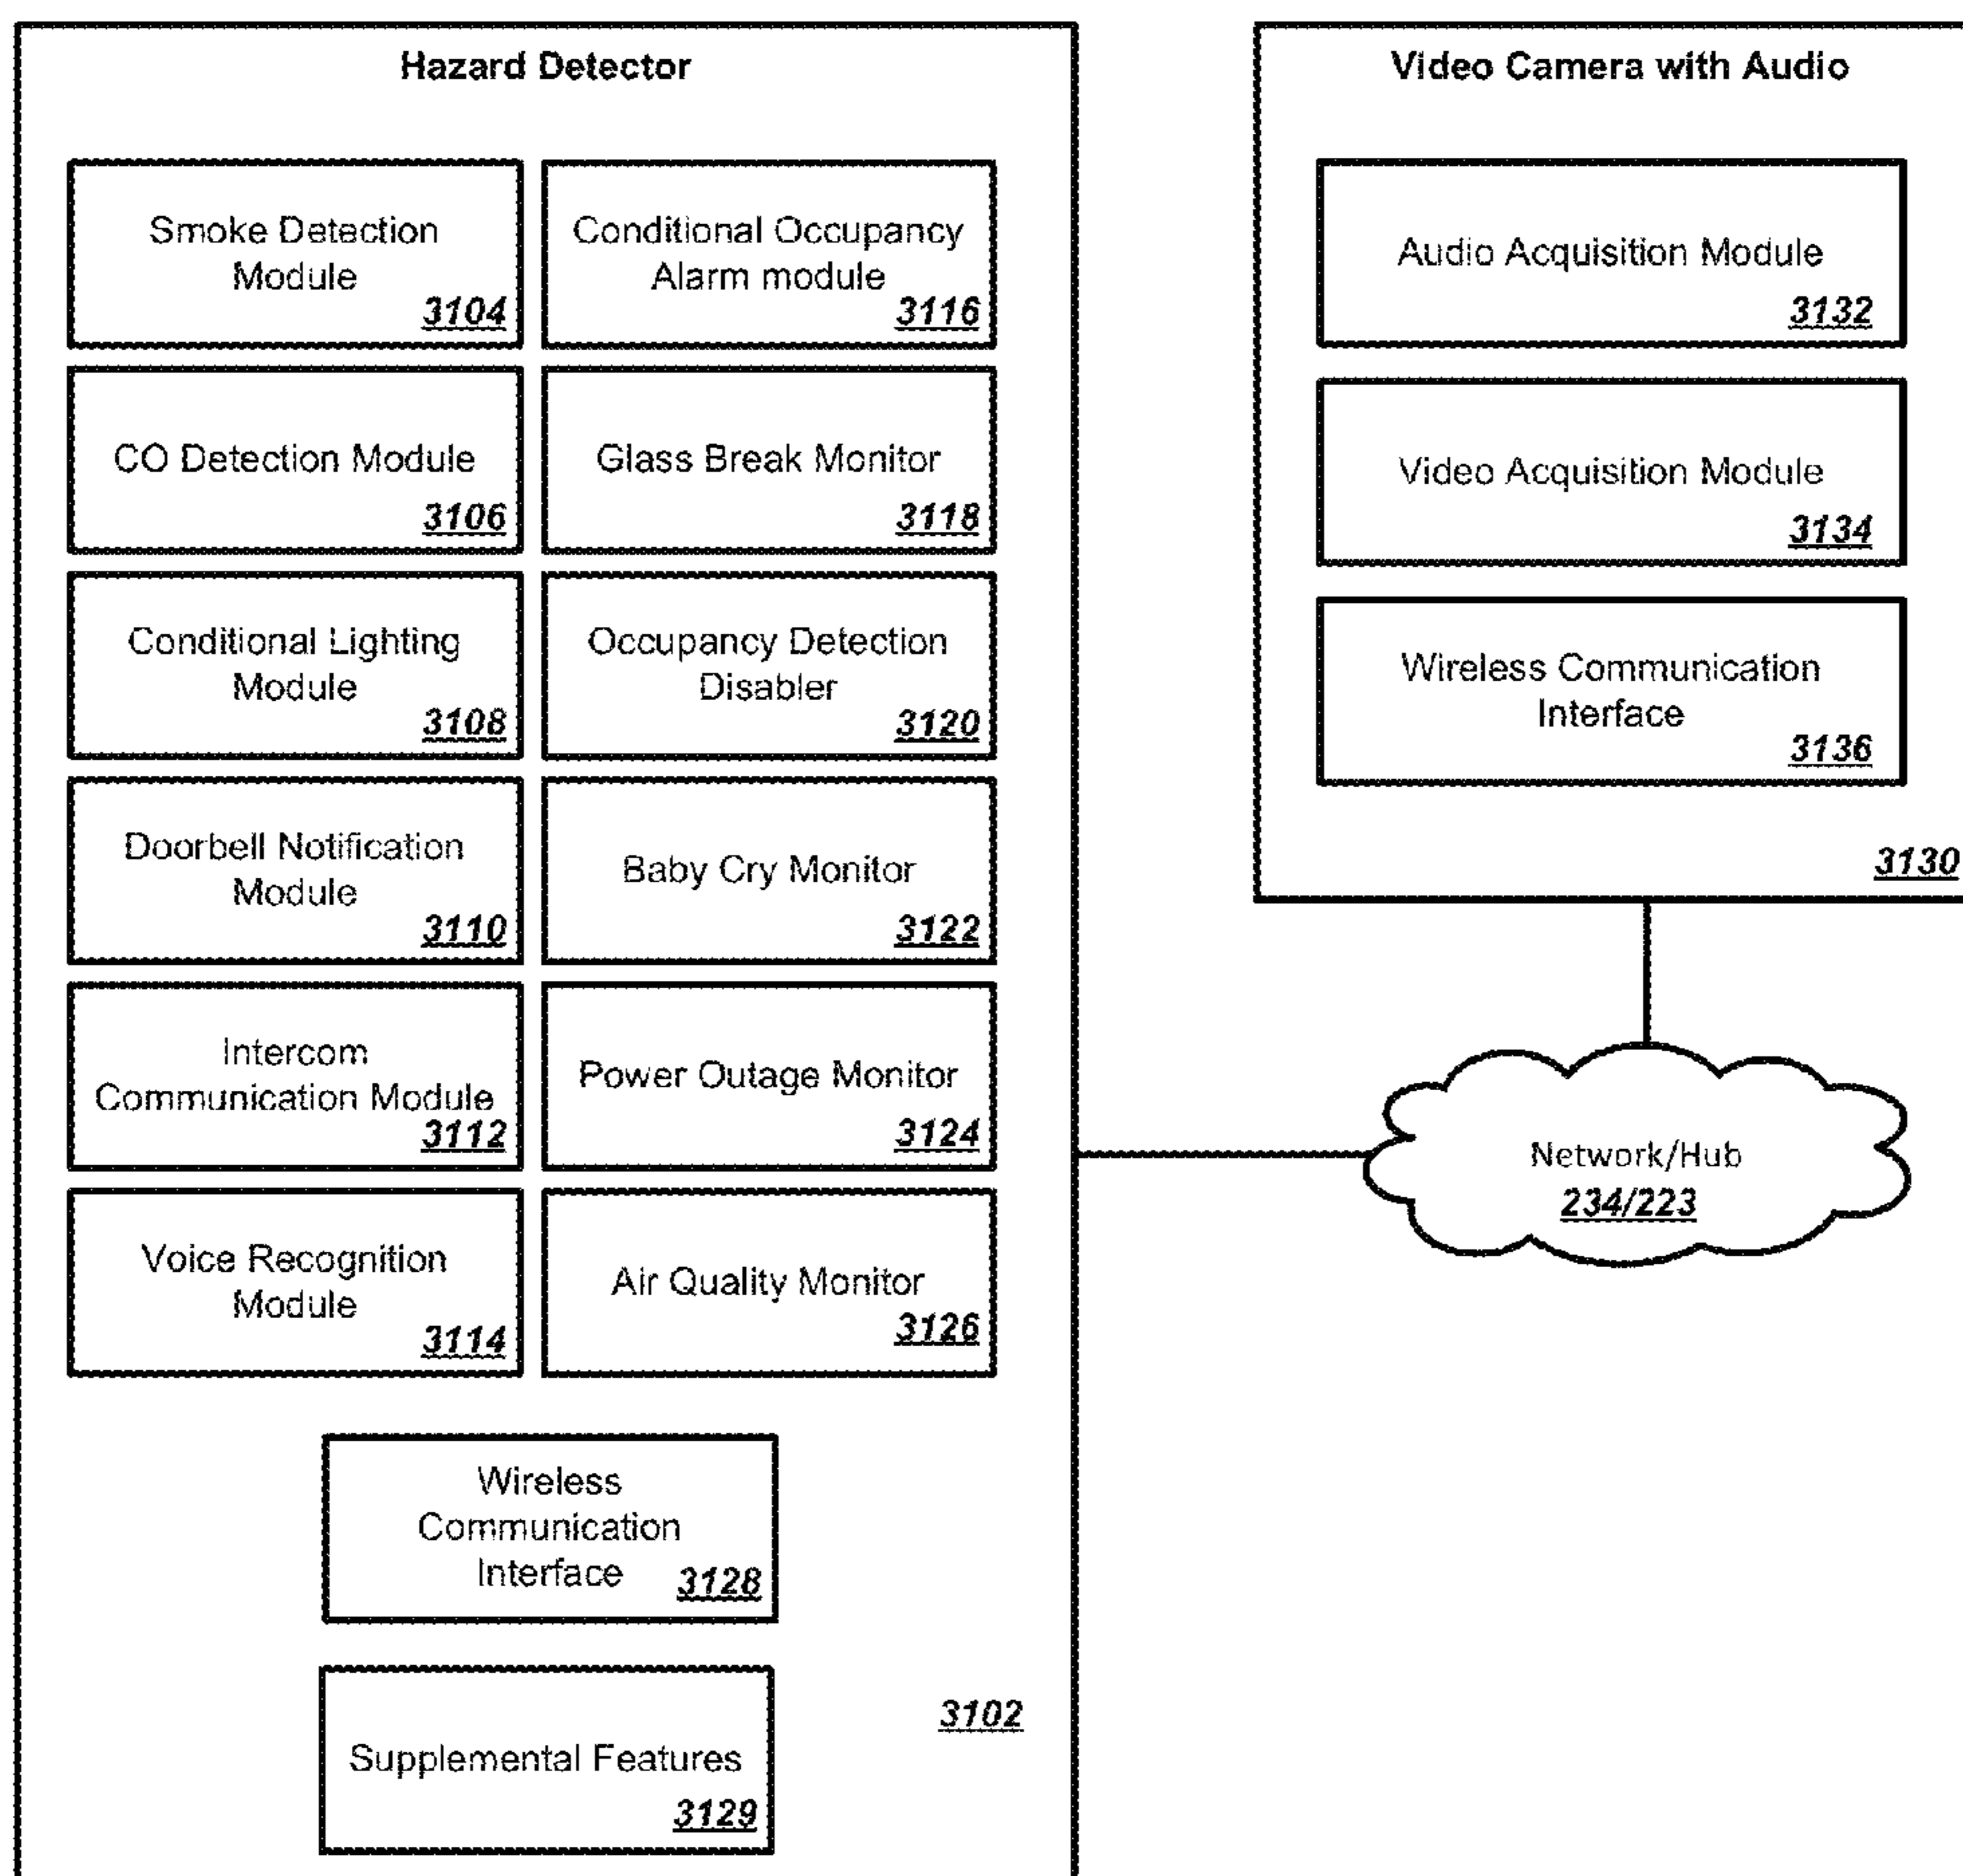 Hazard Detector
Smoke Detection
Module
3104
Conditional Occupancy
Alarm module
3116
CO Detection Module
3106
Glass Break Monitor
3118
Conditional Lighting
Module
3108
Occupancy Detection
Disabler
3120
Doorbell Notification
Module
3110
Baby Cry Monitor
3122
Intercom
Communication Module
3112
Power Outage Monitor
3124
Voice Recognition
Module
3114
Air Quality Monitor
3126
Wireless
Communication
Interface
3128
Supplemental Features
3129
3102
Video Camera with Audio
Audio Acquisition Module
3132
Video Acquisition Module
3134
Wireless Communication
Interface
3136
3130
Network/Hub
234/223